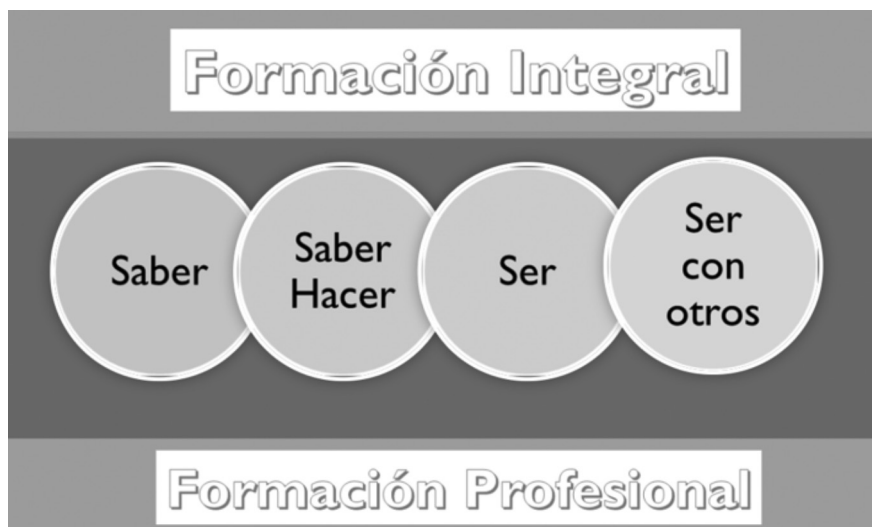 Formación Integral
Saber
Saber
Hacer
Ser
Ser
con
otros
Formación Profesional